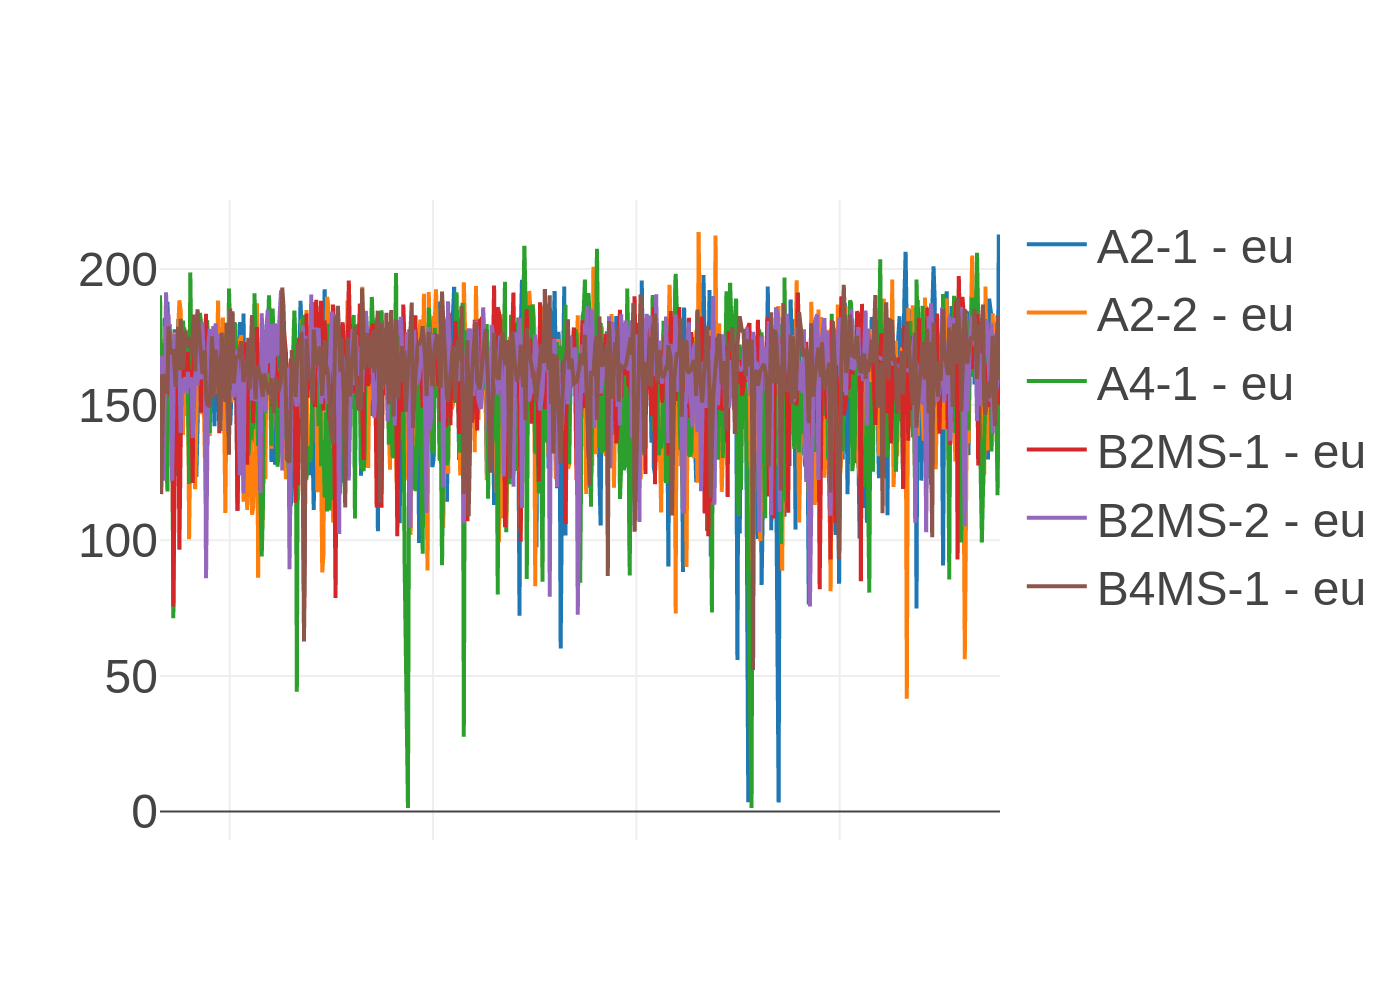 200
150
100
50
0
A2-1 - eu
A2-2 - eu
A4-1 - eu
B2MS-1 - eu
B2MS-2 - eu
B4MS-1 - eu